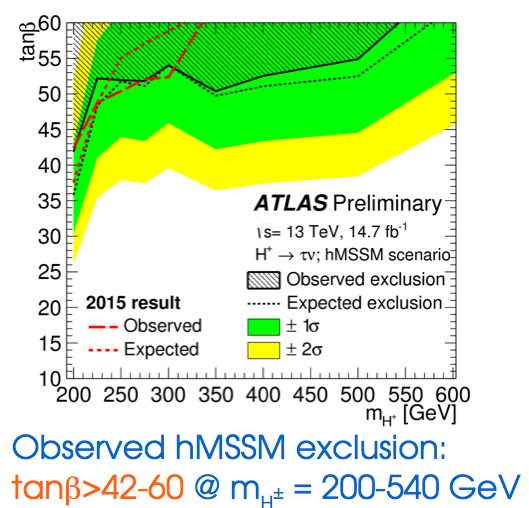 tanβ
60
55
50
45
40
35
30
25
20
15
10
ATLAS Preliminary
√s= 13 TeV, 14.7 fb⁻¹
H⁺ → τν; hMSSM scenario
Observed exclusion
2015 result
Expected exclusion
Observed
± 1σ
Expected
± 2σ
200 250 300 350 400 450 500 550 600
m_H⁺ [GeV]
Observed hMSSM exclusion:
tanβ>42-60 @ m_H± = 200-540 GeV